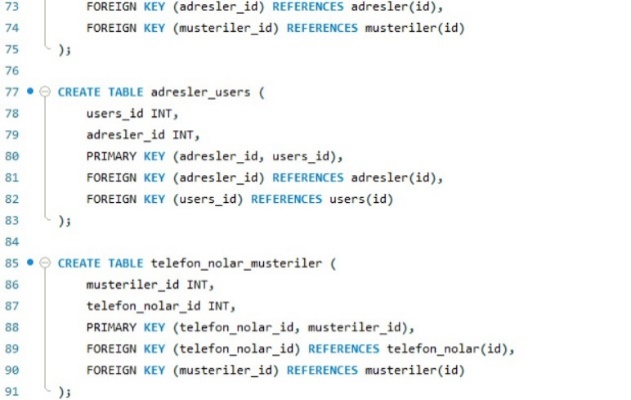 73 FOREIGN KEY (adresler_id) REFERENCES adresler(id),
74 FOREIGN KEY (musteriler_id) REFERENCES musteriler(id)
75 );
76
77 CREATE TABLE adresler_users (
78 users_id INT,
79 adresler_id INT,
80 PRIMARY KEY (adresler_id, users_id),
81 FOREIGN KEY (adresler_id) REFERENCES adresler(id),
82 FOREIGN KEY (users_id) REFERENCES users(id)
83 );
84
85 CREATE TABLE telefon_nolar_musteriler (
86 musteriler_id INT,
87 telefon_nolar_id INT,
88 PRIMARY KEY (telefon_nolar_id, musteriler_id),
89 FOREIGN KEY (telefon_nolar_id) REFERENCES telefon_nolar(id),
90 FOREIGN KEY (musteriler_id) REFERENCES musteriler(id)
91 );